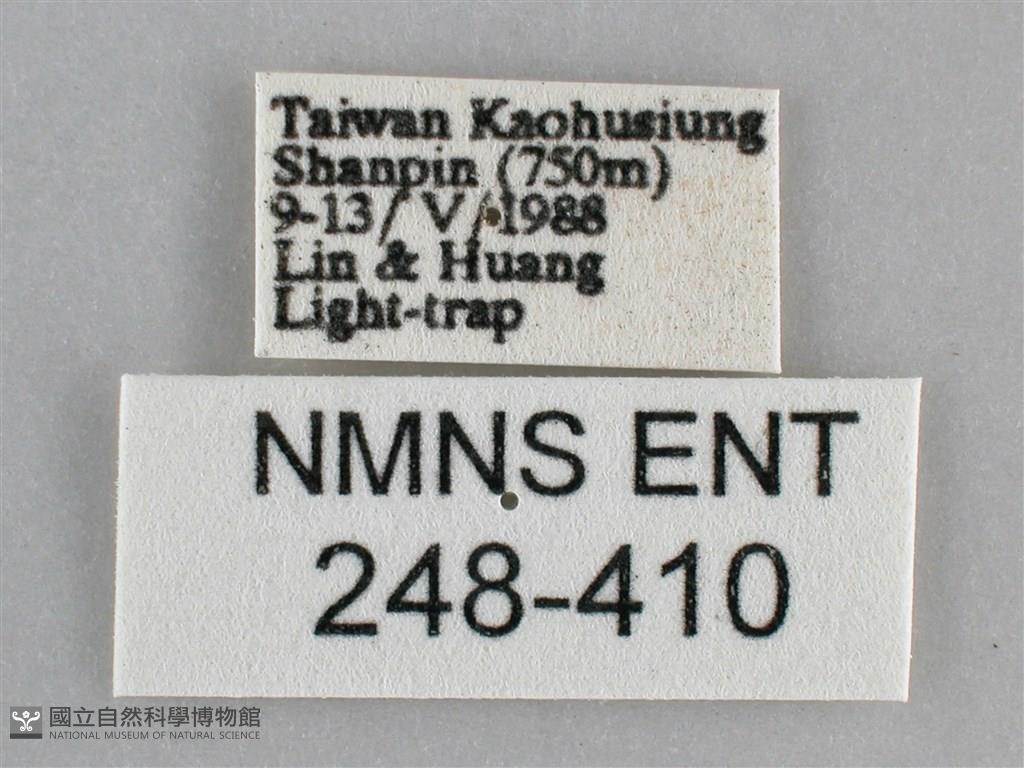 Taiwan Kaohusiung
Shanpin (750m)
9-13/ V/ 1988
Lin & Huang
Light-trap
NMNS ENT
248-410
國立自然科學博物館
NATIONAL MUSEUM OF NATURAL SCIENCE